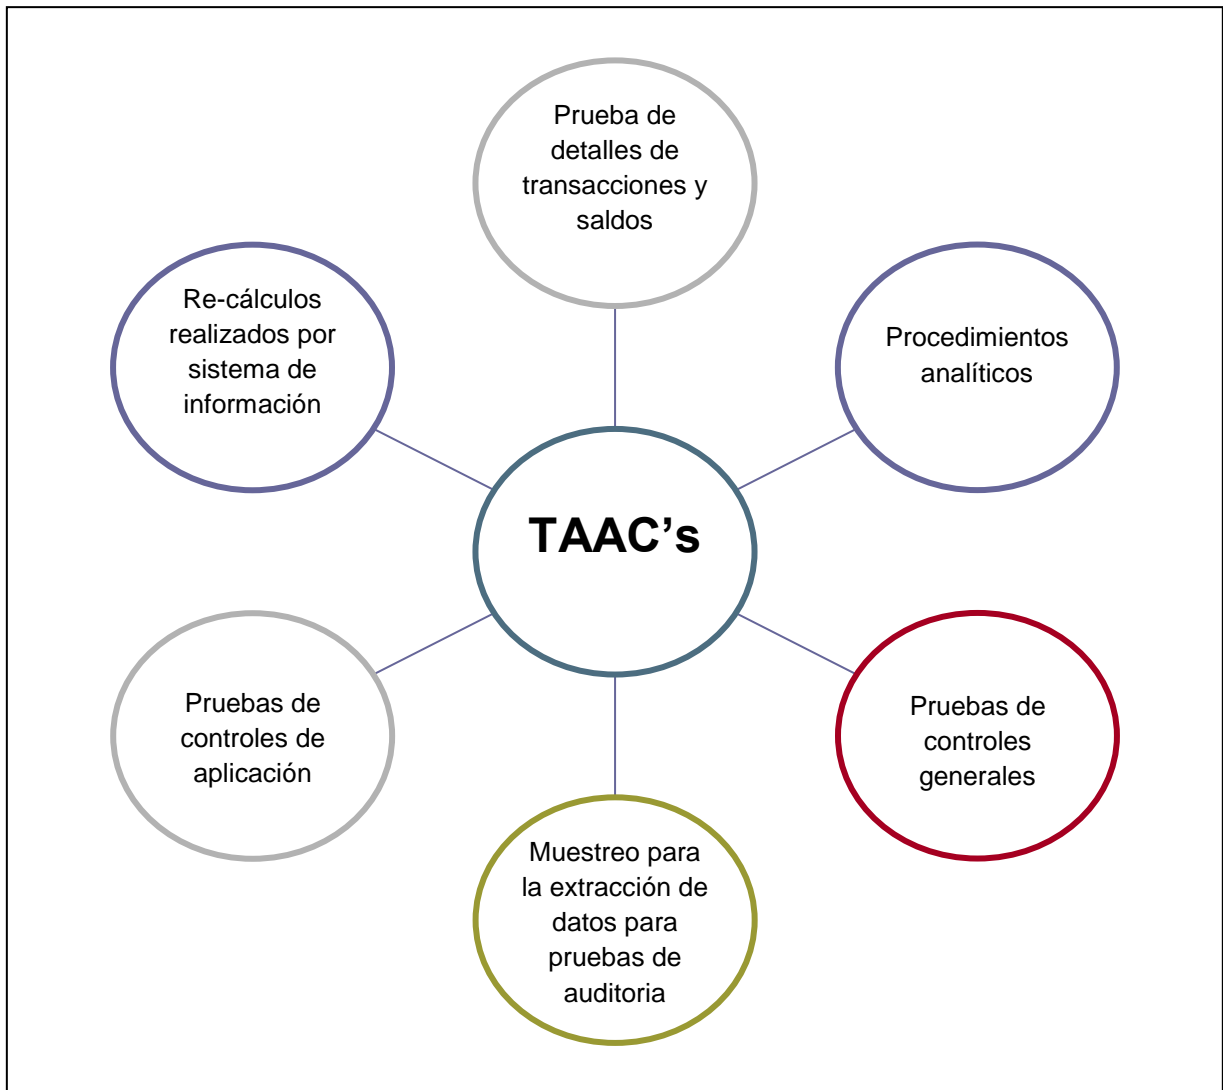 Prueba de
detalles de
transacciones y
saldos
Re-cálculos
realizados por
sistema de
información
Procedimientos
analíticos
TAAC’s
Pruebas de
controles de
aplicación
Pruebas de
controles
generales
Muestreo para
la extracción de
datos para
pruebas de
auditoria